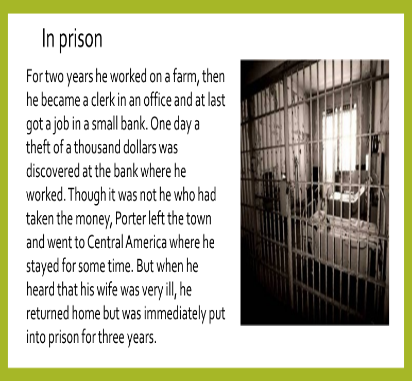 In prison
For two years he worked on a farm, then
he became a clerk in an office and at last
got a job in a small bank. One day a
theft of a thousand dollars was
discovered at the bank where he
worked. Though it was not he who had
taken the money, Porter left the town
and went to Central America where he
stayed for some time. But when he
heard that his wife was very ill, he
returned home but was immediately put
into prison for three years.